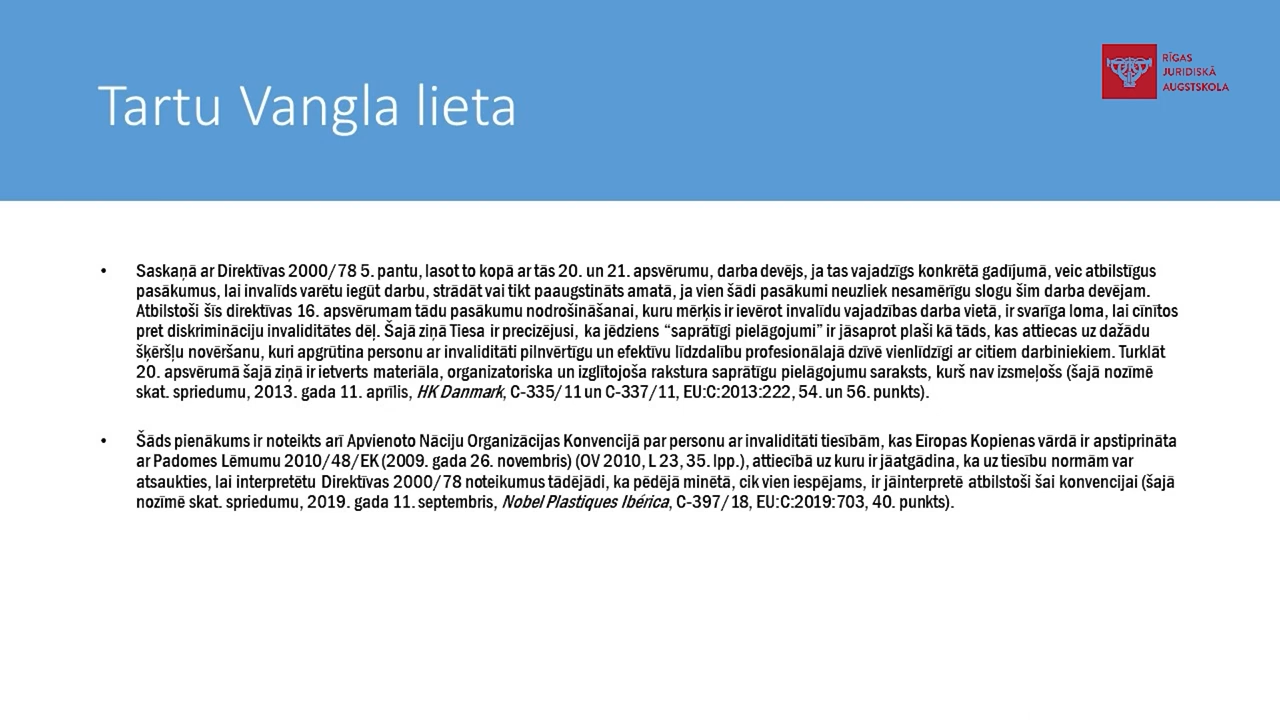 Tartu Vangla lieta
RĪGAS
JURIDISKĀ
AUGSTSKOLA
• Saskaņā ar Direktīvas 2000/78 5. pantu, lasot to kopā ar tās 20. un 21. apsvērumu, darba devējs, ja tas vajadzīgs konkrētā gadījumā, veic atbilstīgus
pasākumus, lai invalīds varētu iegūt darbu, strādāt vai tikt paaugstināts amatā, ja vien šādi pasākumi neuzliek nesamērīgu slogu šim darba devējam.
Atbilstoši šīs direktīvas 16. apsvērumam tādu pasākumu nodrošināšanai, kuru mērķis ir ievērot invalīdu vajadzības darba vietā, ir svarīga loma, lai cīnītos
pret diskrimināciju invaliditātes dēļ. Šajā ziņā Tiesa ir precizējusi, ka jēdziens “saprātīgi pielāgojumi” ir jāsaprot plaši kā tāds, kas attiecas uz dažādu
šķēršļu novēršanu, kuri apgrūtina personu ar invaliditāti pilnvērtīgu un efektīvu līdzdalību profesionālajā dzīvē vienlīdzīgi ar citiem darbiniekiem. Turklāt
20. apsvērumā šajā ziņā ir ietverts materiāla, organizatoriska un izglītojoša rakstura saprātīgu pielāgojumu saraksts, kurš nav izsmeļošs (šajā nozīmē
skat. spriedumu, 2013. gada 11. aprīlis, HK Danmark, C-335/11 un C-337/11, EU:C:2013:222, 54. un 56. punkts).
• Šāds pienākums ir noteikts arī Apvienoto Nāciju Organizācijas Konvencijā par personu ar invaliditāti tiesībām, kas Eiropas Kopienas vārdā ir apstiprināta
ar Padomes Lēmumu 2010/48/EK (2009. gada 26. novembris) (OV 2010, L 23, 35. lpp.), attiecībā uz kuru ir jāatgādina, ka uz tiesību normām var
atsaukties, lai interpretētu Direktīvas 2000/78 noteikumus tādējādi, ka pēdējā minētā, cik vien iespējams, ir jāinterpretē atbilstoši šai konvencijai (šajā
nozīmē skat. spriedumu, 2019. gada 11. septembris, Nobel Plastiques Ibérica, C-397/18, EU:C:2019:703, 40. punkts).